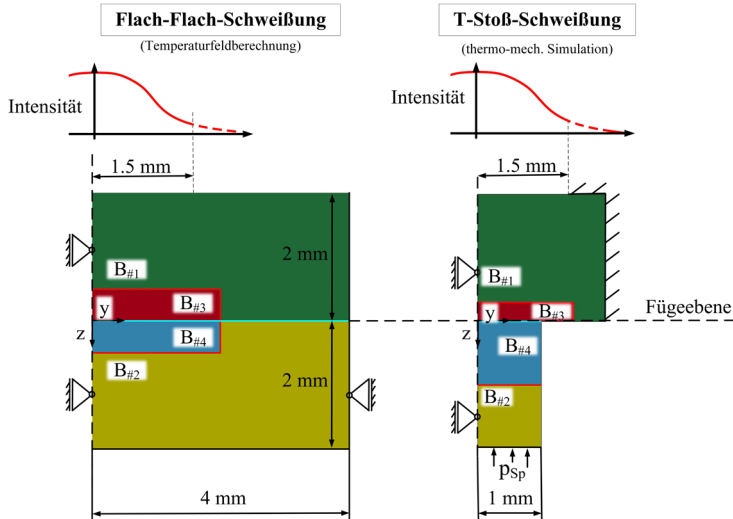 Flach-Flach-Schweißung
(Temperaturfeldberechnung)
Intensität
1.5 mm
2 mm
B#1
B#3
y
z
B#4
B#2
2 mm
4 mm
T-Stoß-Schweißung
(thermo-mech. Simulation)
Intensität
1.5 mm
B#1
B#3
y
Fügeebene
z
B#4
B#2
pSp
1 mm